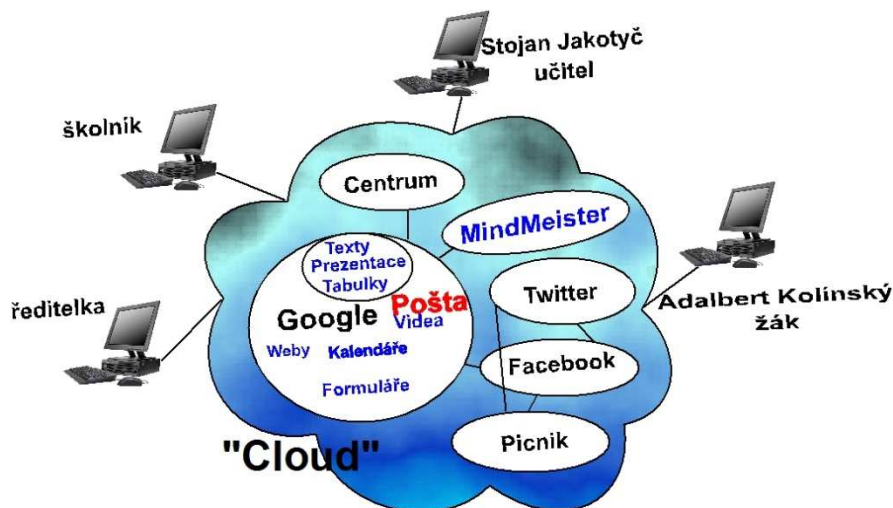 Stojan Jakotyč
učitel
školník
Centrum
MindMeister
Texty
Prezentace
Tabulky
Pošta
Google
Videa
Weby
Kalendáře
Formuláře
Twitter
Adalbert Kolínský
žák
ředitelka
Facebook
Picnik
"Cloud"